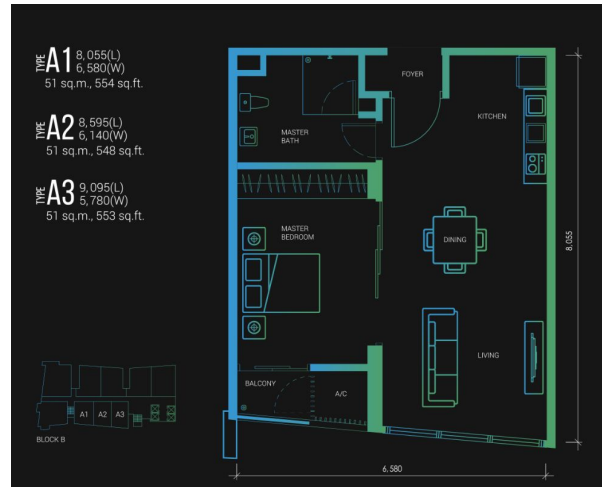 TYPE A1 8,055(L)
6,580(W)
51 sq.m., 554 sq.ft.
TYPE A2 8,595(L)
6,140(W)
51 sq.m., 548 sq.ft.
TYPE A3 9,095(L)
5,780(W)
51 sq.m., 553 sq.ft.
FOYER
KITCHEN
MASTER
BATH
MASTER
BEDROOM
DINING
8.055
LIVING
BALCONY
A/C
A1 A2 A3
BLOCK B
6.580